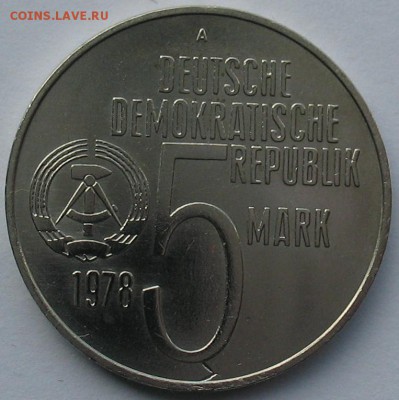 COINS.LAVE.RU
A
DEUTSCHE
DEMOKRATISCHE
REPUBLIK
5 MARK
1978